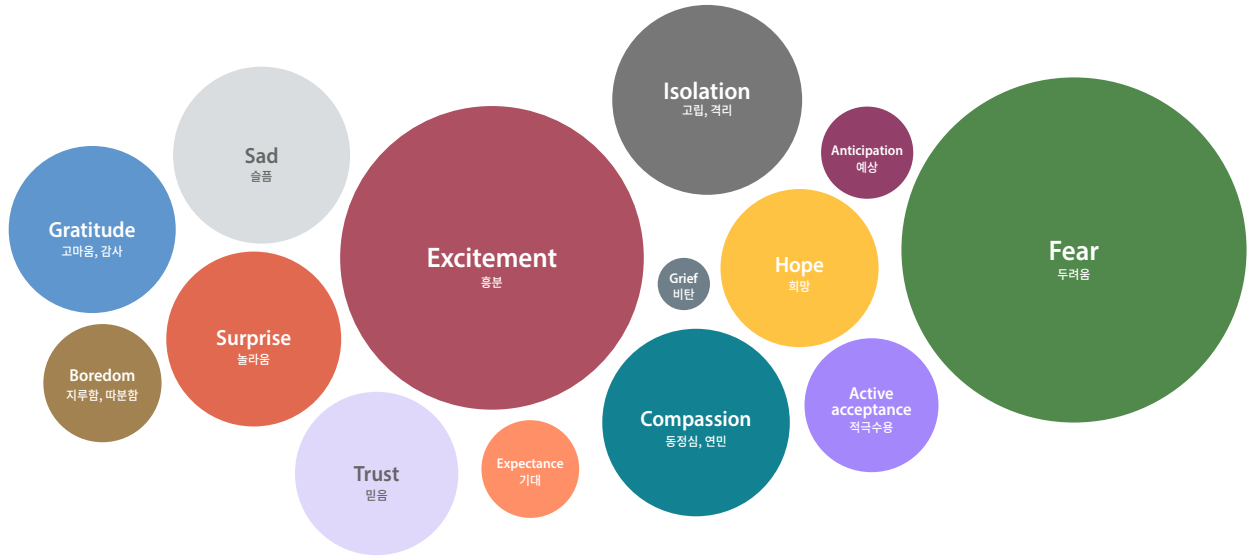 Isolation
고립, 격리
Anticipation
예상
Sad
슬픔
Gratitude
고마움, 감사
Excitement
흥분
Fear
두려움
Hope
희망
Grief
비탄
Surprise
놀라움
Boredom
지루함, 따분함
Active
acceptance
적극수용
Compassion
동정심, 연민
Expectance
기대
Trust
믿음